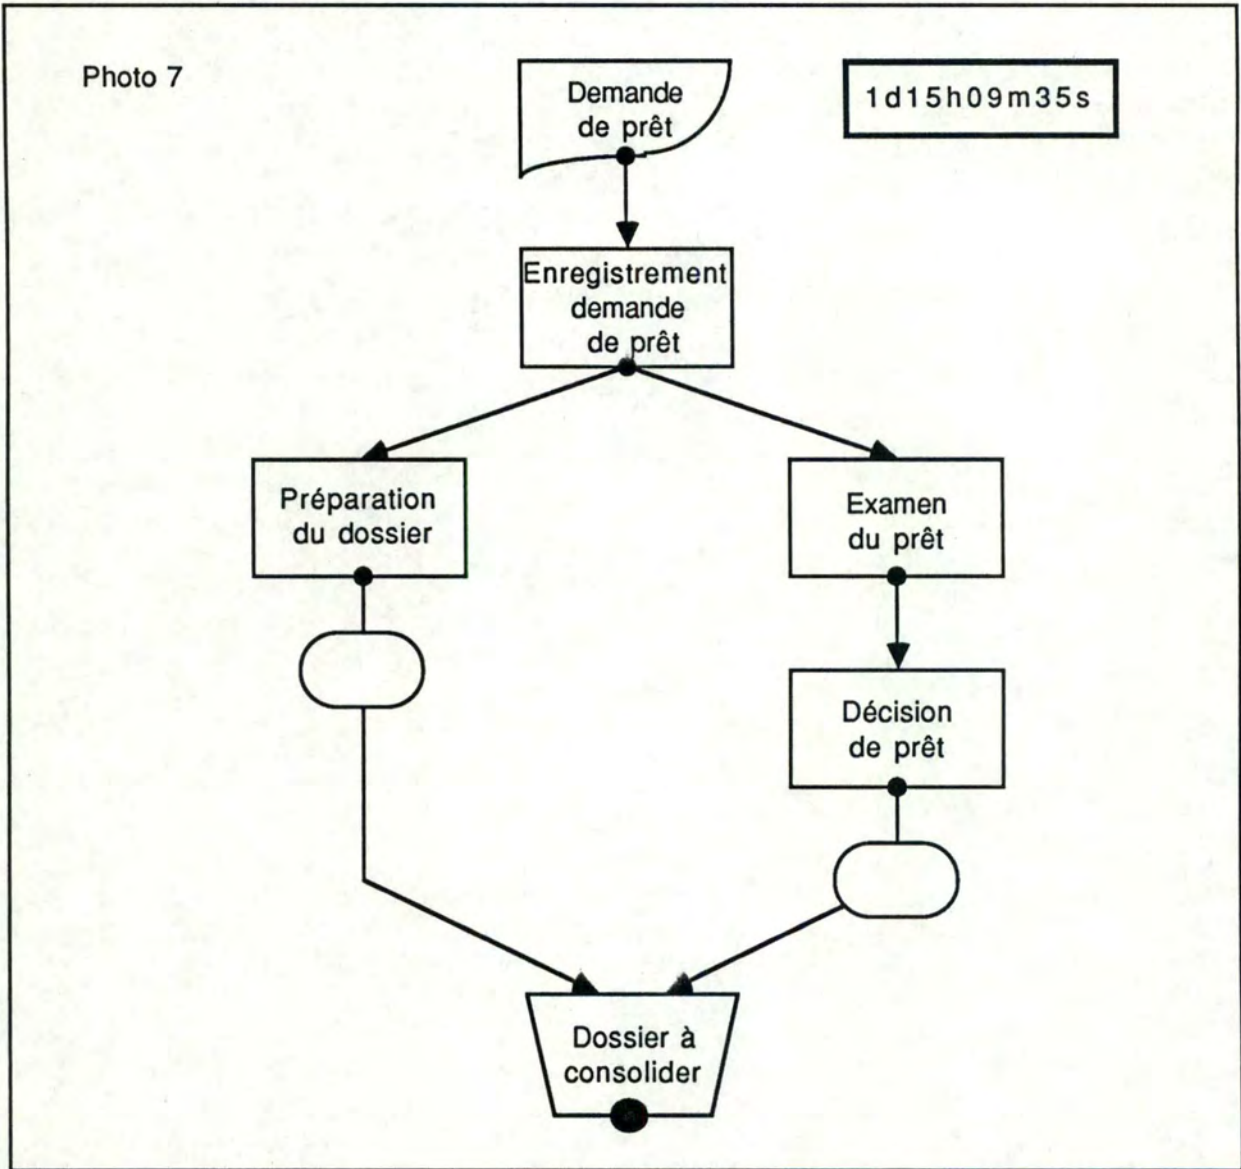 Photo 7
Demande
de prêt
1d15h09m35s
Enregistrement
demande
de prêt
Préparation
du dossier
Examen
du prêt
Décision
de prêt
Dossier à
consolider